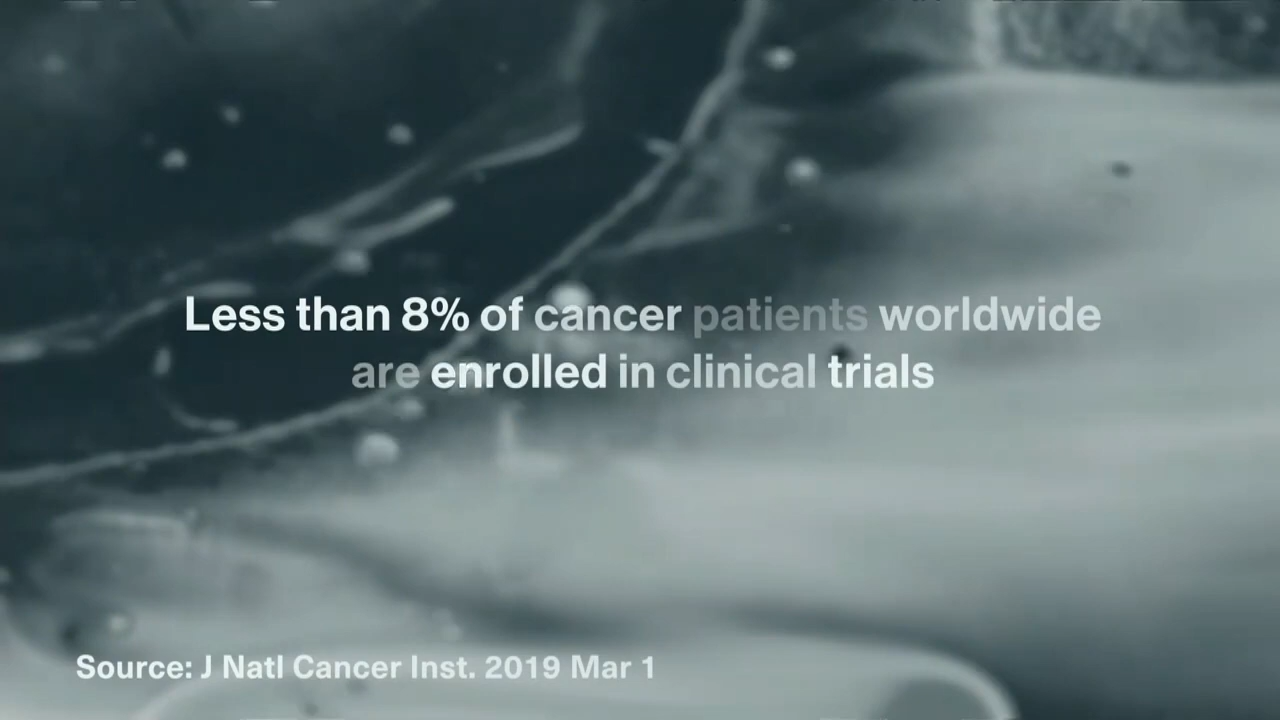 Less than 8% of cancer patients worldwide
are enrolled in clinical trials
Source: J Natl Cancer Inst. 2019 Mar 1